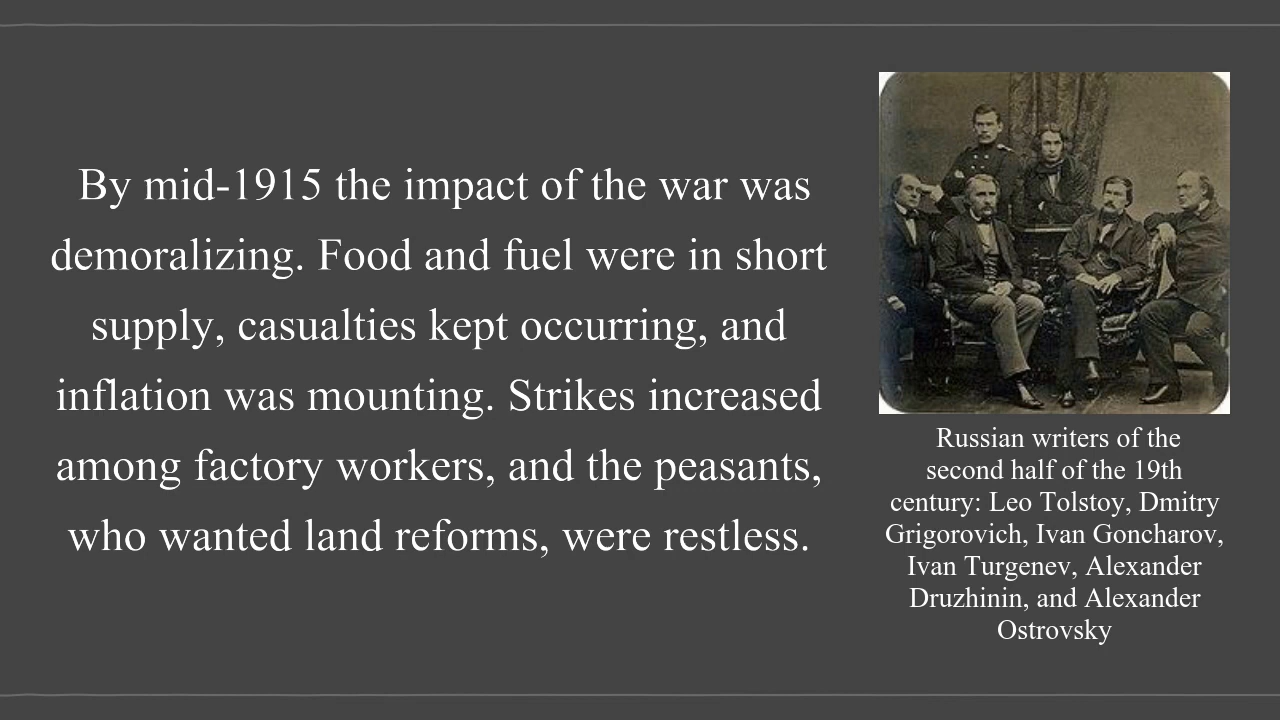 By mid-1915 the impact of the war was
demoralizing. Food and fuel were in short
supply, casualties kept occurring, and
inflation was mounting. Strikes increased
among factory workers, and the peasants,
who wanted land reforms, were restless.
Russian writers of the
second half of the 19th
century: Leo Tolstoy, Dmitry
Grigorovich, Ivan Goncharov,
Ivan Turgenev, Alexander
Druzhinin, and Alexander
Ostrovsky